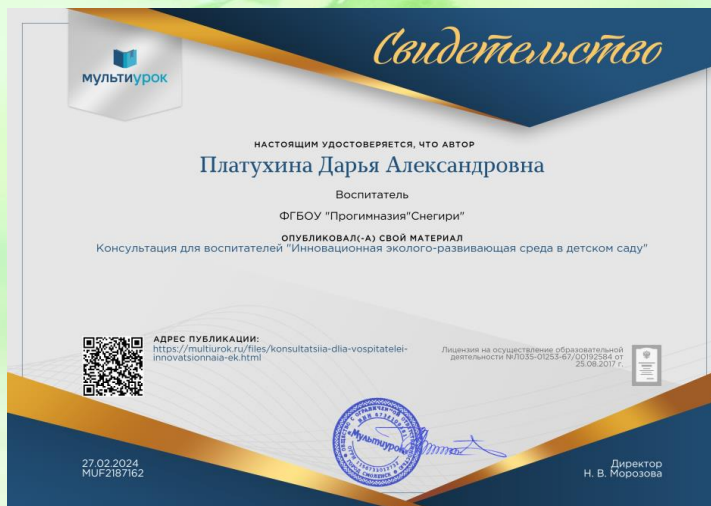 Свидетельство
мультиурок
НАСТОЯЩИМ УДОСТОВЕРЯЕТСЯ, ЧТО АВТОР
Платухина Дарья Александровна
Воспитатель
ФГБОУ "Прогимназия"Снегири"
ОПУБЛИКОВАЛ(-А) СВОЙ МАТЕРИАЛ
Консультация для воспитателей "Инновационная эколого-развивающая среда в детском саду"
АДРЕС ПУБЛИКАЦИИ:
https://multiurok.ru/files/konsultatsiia-dlia-vospitatelei-
innovatsionnaia-ek.html
Лицензия на осуществление образовательной
деятельности №Л035-01253-67/00192584 от
25.08.2017 г.
«Мультиурок»
27.02.2024
MUF2187162
Директор
Н. В. Морозова